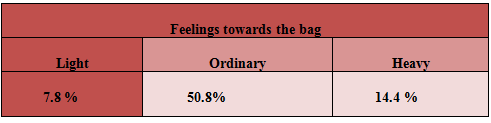 Feelings towards the bag
Light Ordinary Heavy
7.8 % 50.8% 14.4 %